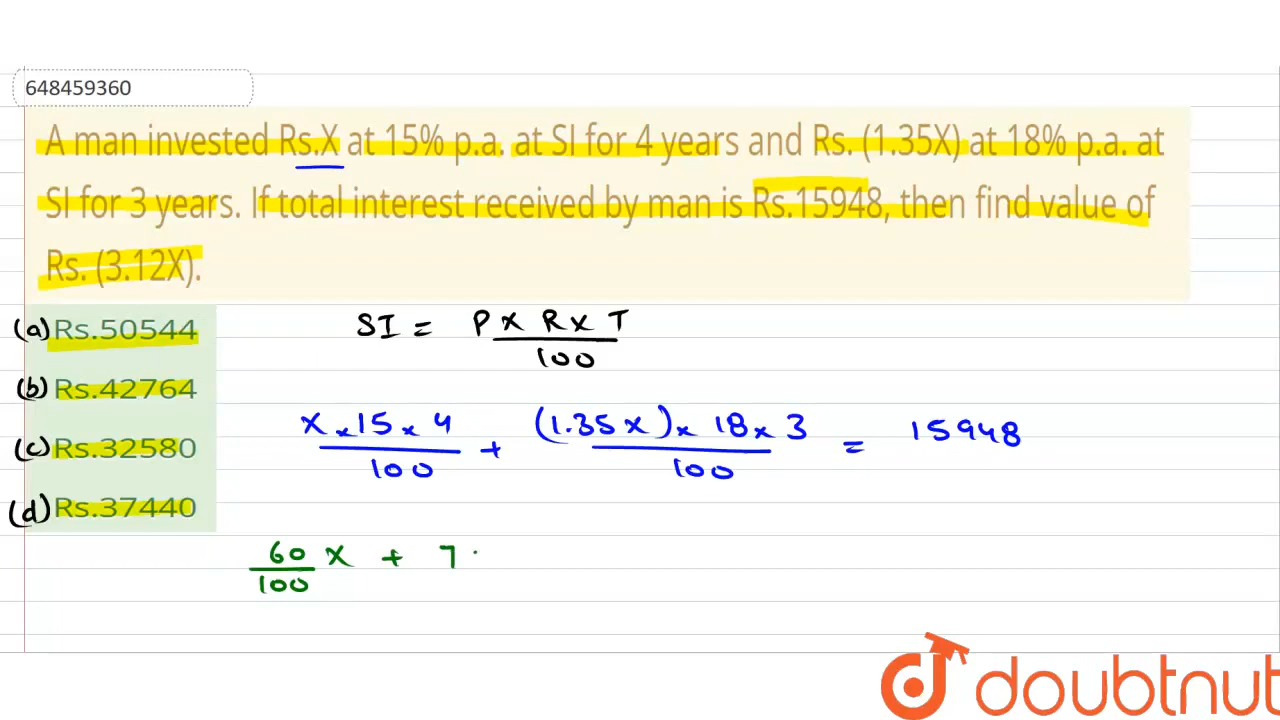 648459360
A man invested Rs.X at 15% p.a. at SI for 4 years and Rs. (1.35X) at 18% p.a. at
SI for 3 years. If total interest received by man is Rs.15948, then find value of
Rs. (3.12X).
(a) Rs.50544
(b) Rs.42764
(c) Rs.32580
(d) Rs.37440
SI = P x R x T
100
x x 15 x 4 + (1.35x) x 18 x 3 = 15948
100 100
60 x + 7.
100
doubtnut